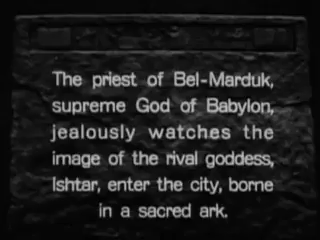 The priest of Bel-Marduk,
supreme God of Babylon,
jealously watches the
image of the rival goddess,
Ishtar, enter the city, borne
in a sacred ark.